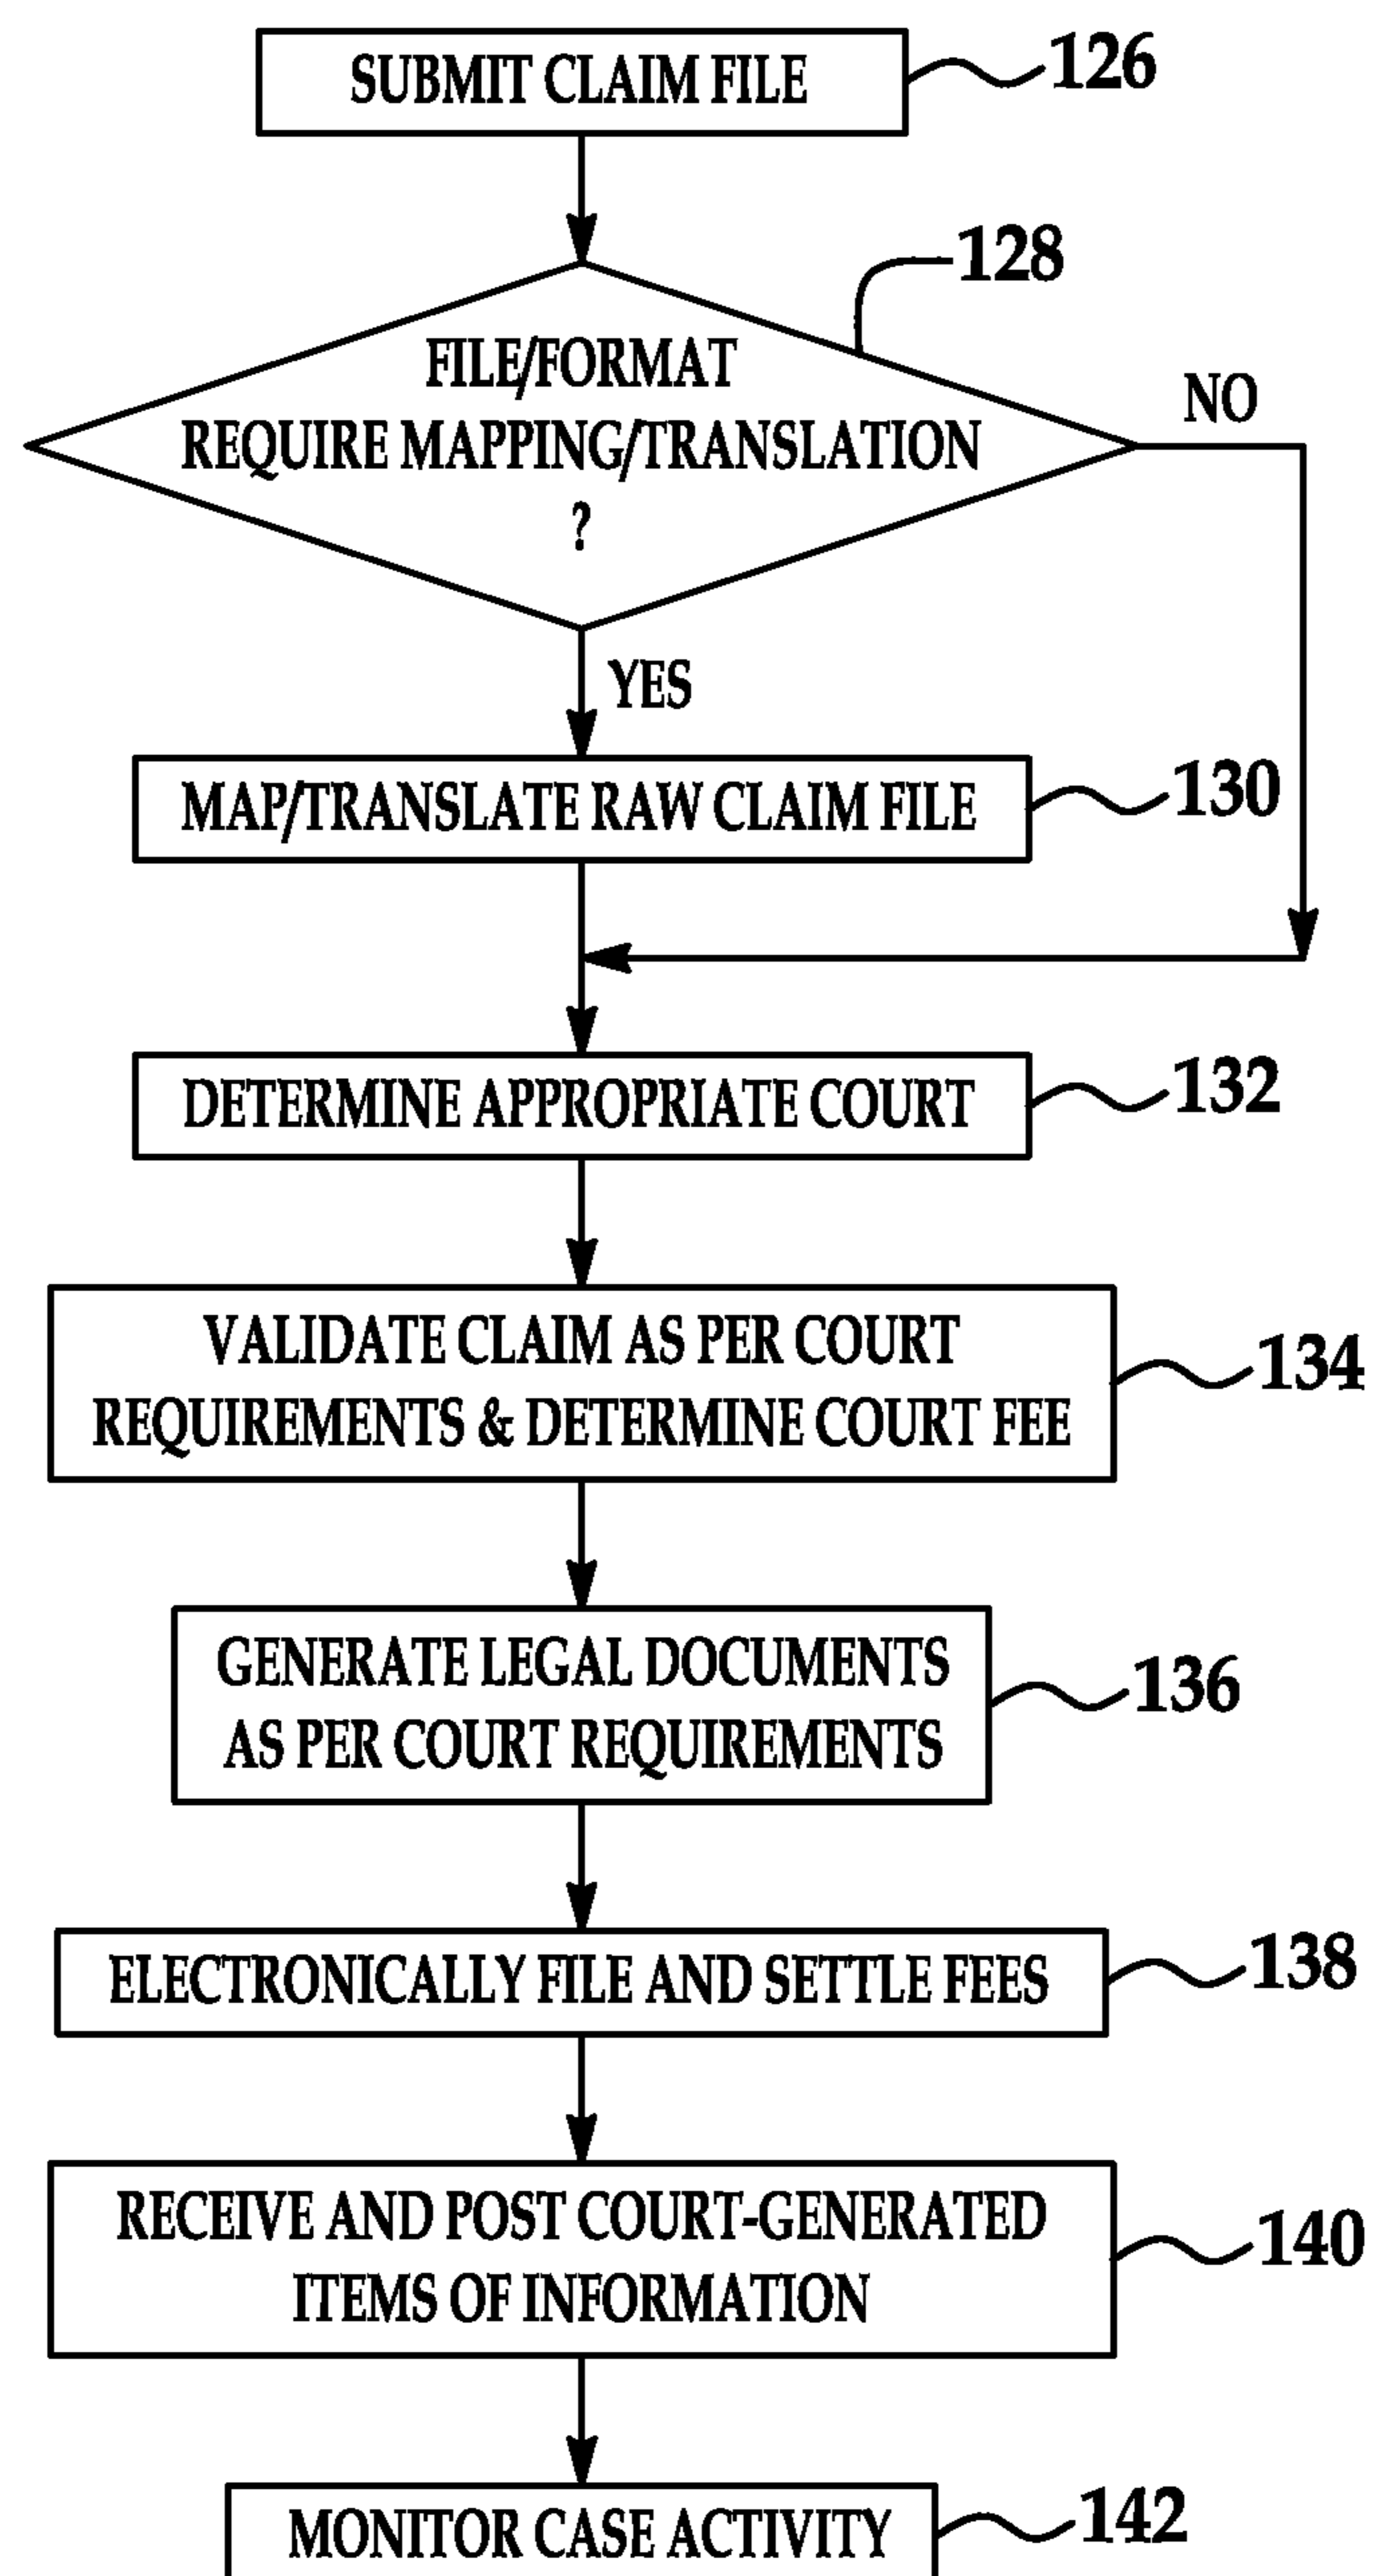 SUBMIT CLAIM FILE
126
128
FILE/FORMAT
REQUIRE MAPPING/TRANSLATION
?
NO
YES
MAP/TRANSLATE RAW CLAIM FILE
130
DETERMINE APPROPRIATE COURT
132
VALIDATE CLAIM AS PER COURT
REQUIREMENTS & DETERMINE COURT FEE
134
GENERATE LEGAL DOCUMENTS
AS PER COURT REQUIREMENTS
136
ELECTRONICALLY FILE AND SETTLE FEES
138
RECEIVE AND POST COURT-GENERATED
ITEMS OF INFORMATION
140
MONITOR CASE ACTIVITY
142